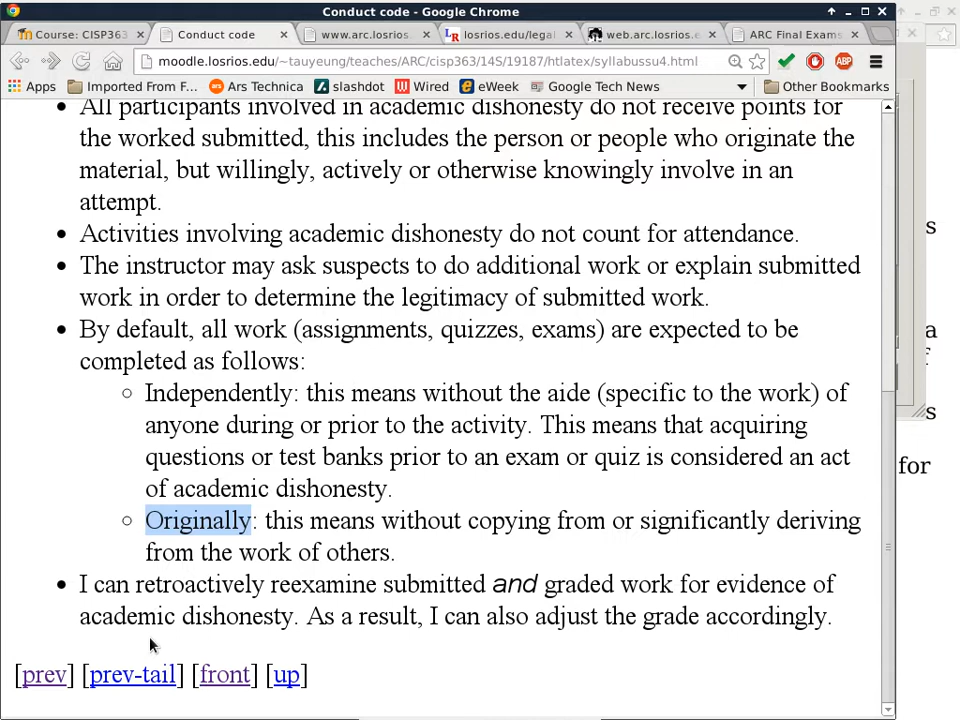 Conduct code - Google Chrome
Course: CISP363
Conduct code
www.arc.losrios.
losrios.edu/legal
web.arc.losrios.e
ARC Final Exams
moodle.losrios.edu/~tauyeung/teaches/ARC/cisp363/14S/19187/htlatex/syllabussu4.html
ABP
Apps
Imported From F...
Ars Technica
slashdot
Wired
eWeek
Google Tech News
Other Bookmarks
All participants involved in academic dishonesty do not receive points for
the worked submitted, this includes the person or people who originate the
material, but willingly, actively or otherwise knowingly involve in an
attempt.
Activities involving academic dishonesty do not count for attendance.
The instructor may ask suspects to do additional work or explain submitted
work in order to determine the legitimacy of submitted work.
By default, all work (assignments, quizzes, exams) are expected to be
completed as follows:
Independently: this means without the aide (specific to the work) of
anyone during or prior to the activity. This means that acquiring
questions or test banks prior to an exam or quiz is considered an act
of academic dishonesty.
Originally: this means without copying from or significantly deriving
from the work of others.
I can retroactively reexamine submitted and graded work for evidence of
academic dishonesty. As a result, I can also adjust the grade accordingly.
[prev] [prev-tail] [front] [up]
s
a
s
for